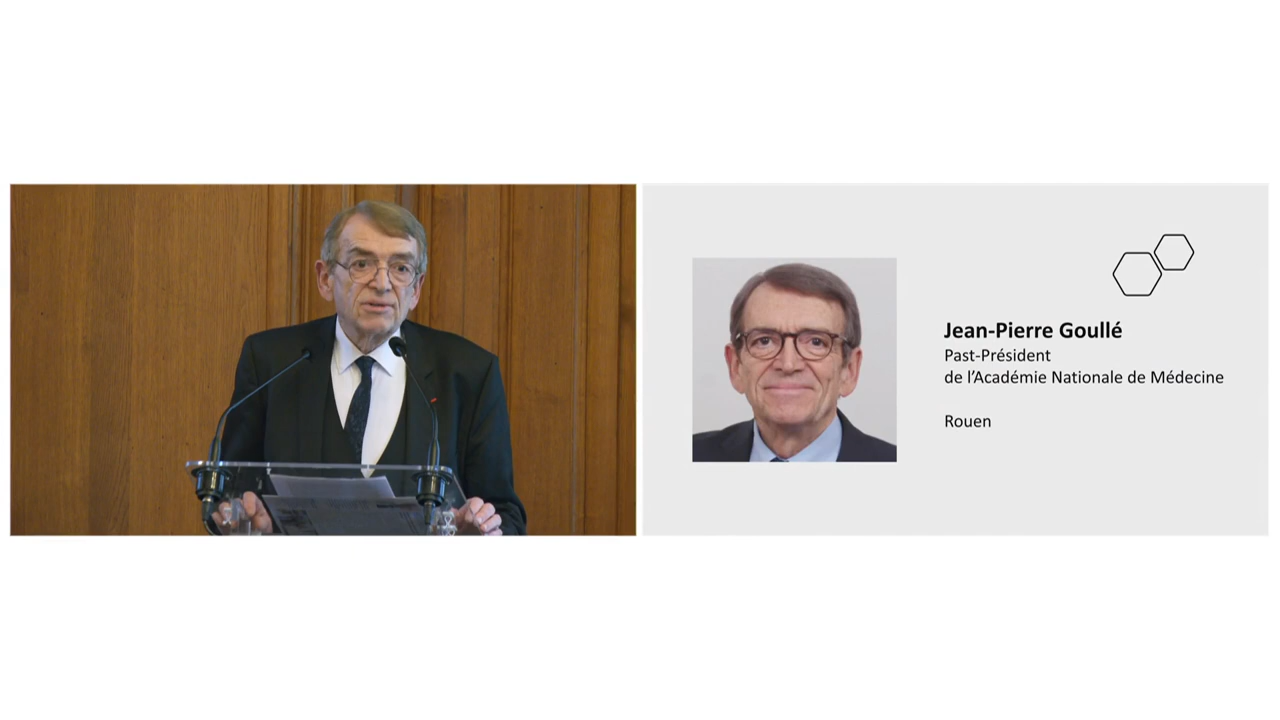 Jean-Pierre Goullé
Past-Président
de l'Académie Nationale de Médecine
Rouen